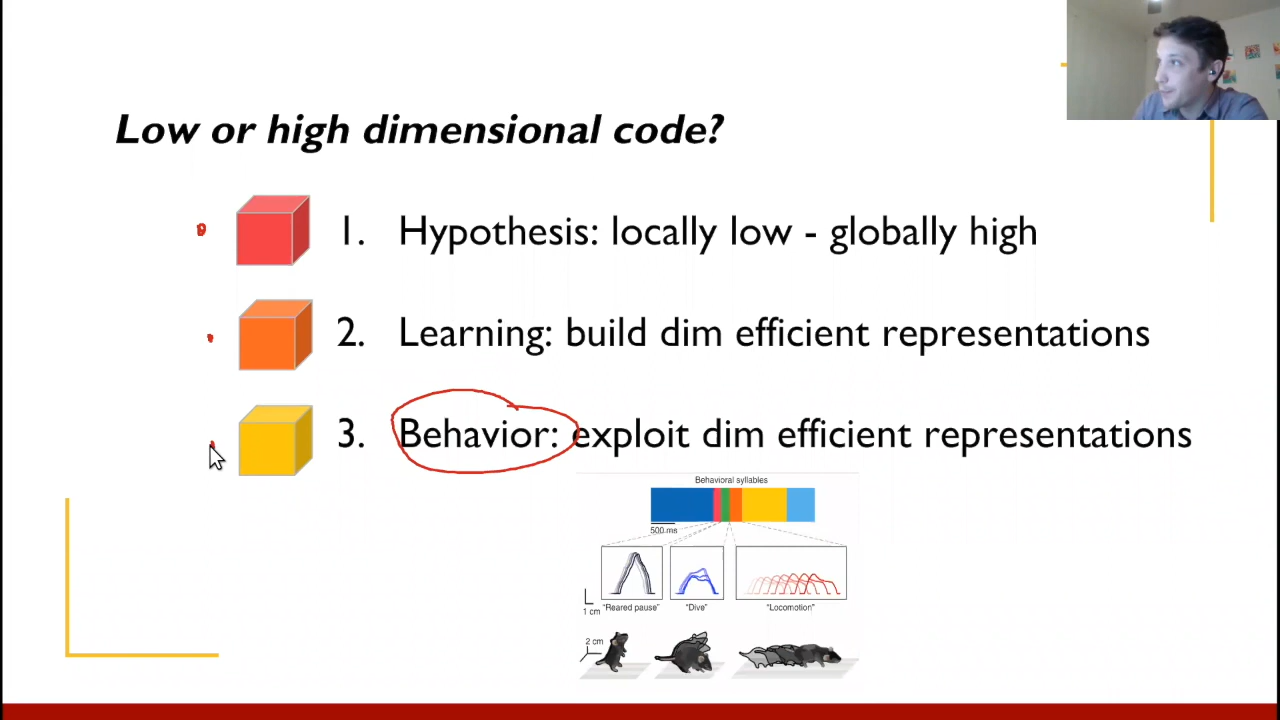 Low or high dimensional code?
1. Hypothesis: locally low - globally high
2. Learning: build dim efficient representations
3. Behavior: exploit dim efficient representations
Behavioral syllables
500 ms
1 cm "Reared pause" "Dive" "Locomotion"
2 cm